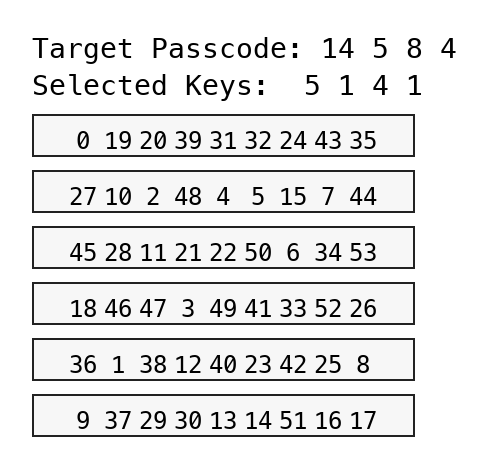 Target Passcode: 14 5 8 4
Selected Keys: 5 1 4 1
0 19 20 39 31 32 24 43 35
27 10 2 48 4 5 15 7 44
45 28 11 21 22 50 6 34 53
18 46 47 3 49 41 33 52 26
36 1 38 12 40 23 42 25 8
9 37 29 30 13 14 51 16 17